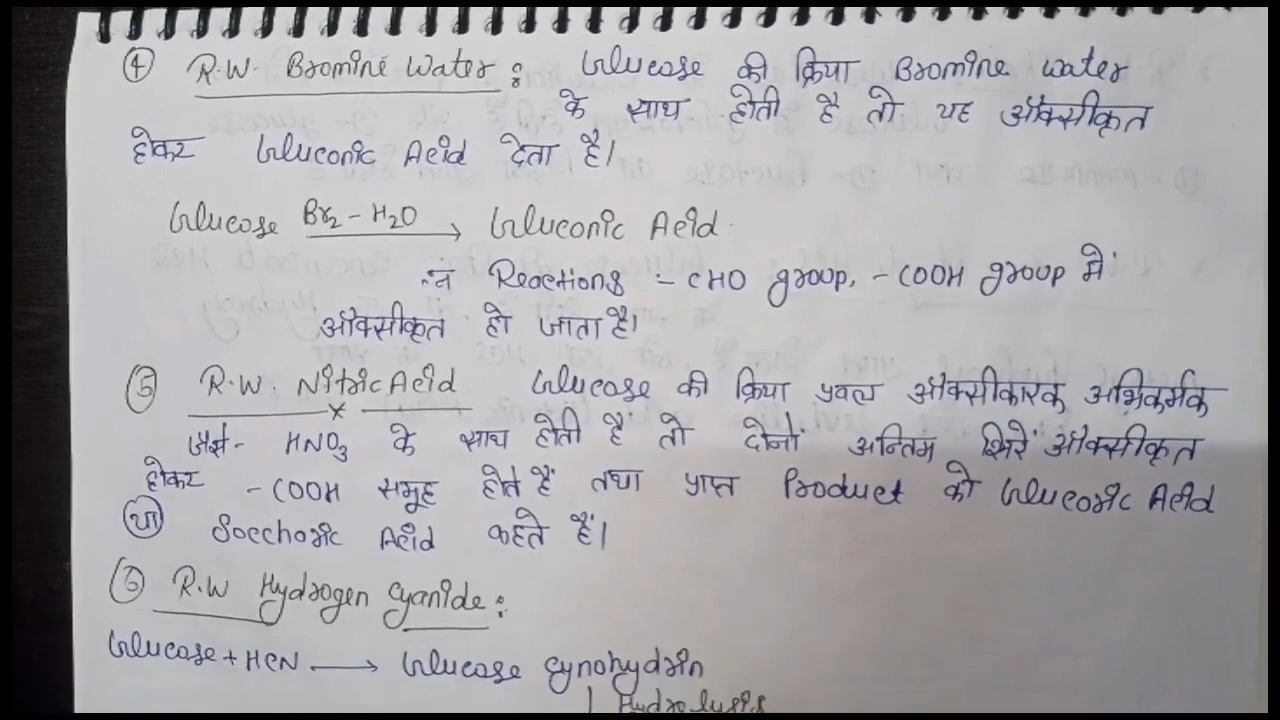 ④ R.W- Bromine Water : Glucose की क्रिया Bromine water
के साथ होती है तो यह ऑक्सीकृत
होकर Gluconic Acid देता है।
Glucose Br₂-H₂O → Gluconic Acid.
Reactions -CHO group, -COOH group में
ऑक्सीकृत हो जाता है।
⑤ R.W. Nitric Acid Glucose की क्रिया प्रबल ऑक्सीकारक अभिकर्मक
जैसे- HNO₃ के साथ होती है तो दोनों अन्तिम सिरें ऑक्सीकृत
होकर -COOH समूह होते हैं तथा प्राप्त Product को Glucaric Acid
या Saccharic Acid कहते हैं।
⑥ R.W Hydrogen Cyanide :
Glucose + HCN → Glucose Cynohydrin
Hydrolysis